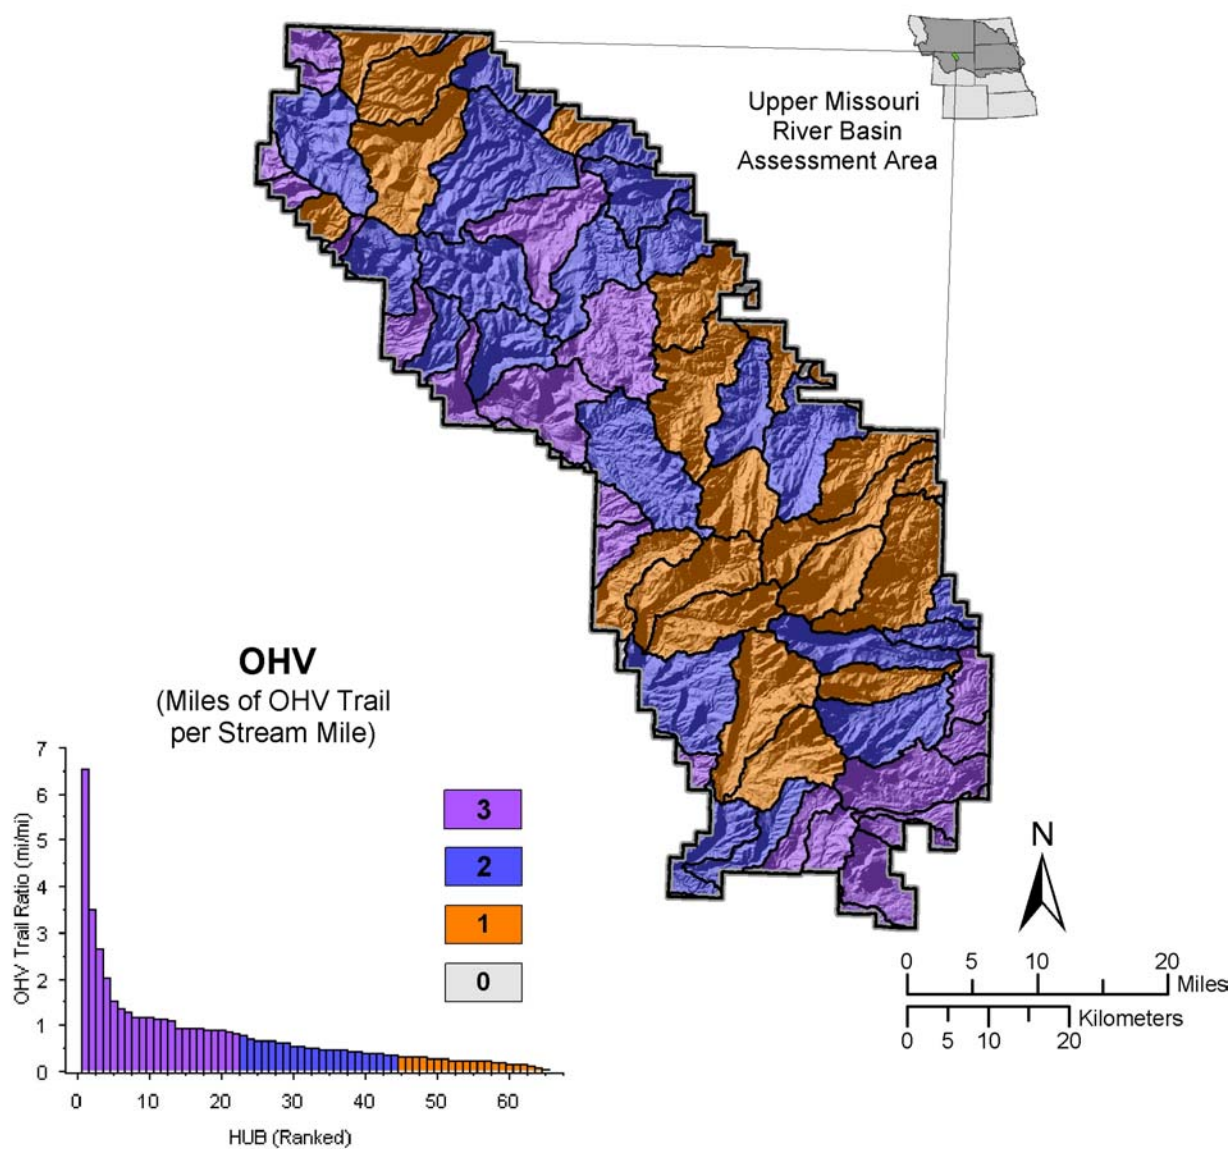 Upper Missouri
River Basin
Assessment Area
OHV
(Miles of OHV Trail
per Stream Mile)
7
6
5
4
3
2
1
0
OHV Trail Ratio (mi/mi)
0 10 20 30 40 50 60
HUB (Ranked)
3
2
1
0
N
0 5 10 20
Miles
Kilometers
0 5 10 20